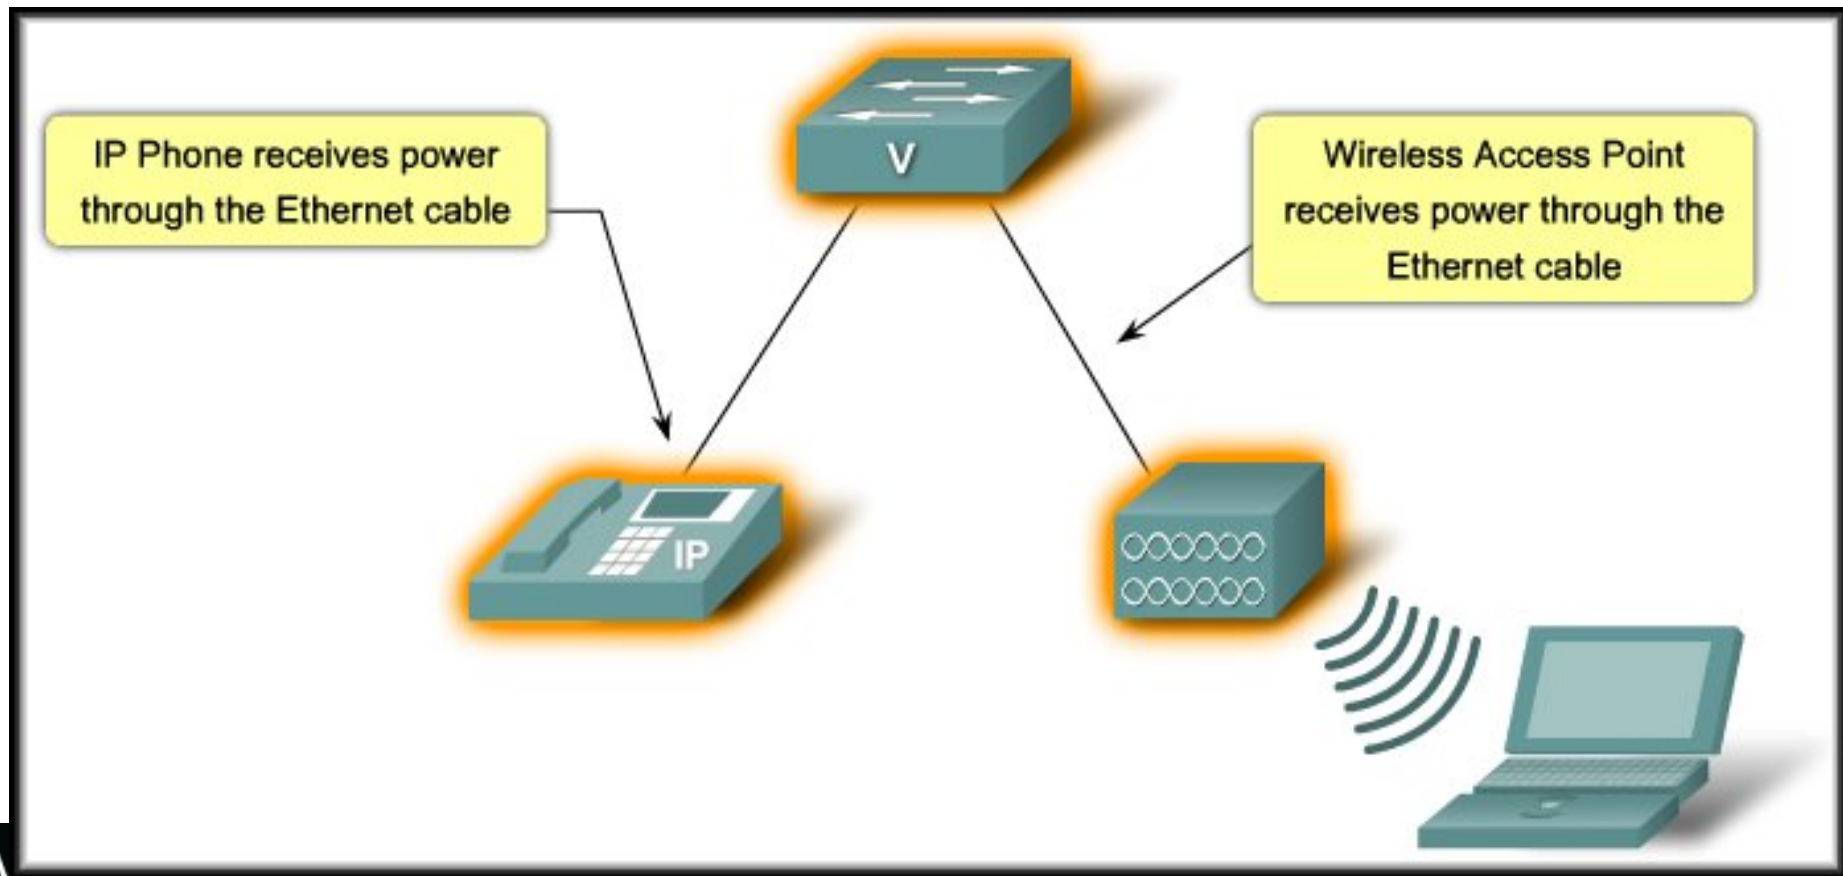 IP Phone receives power
through the Ethernet cable
V
Wireless Access Point
receives power through the
Ethernet cable
IP